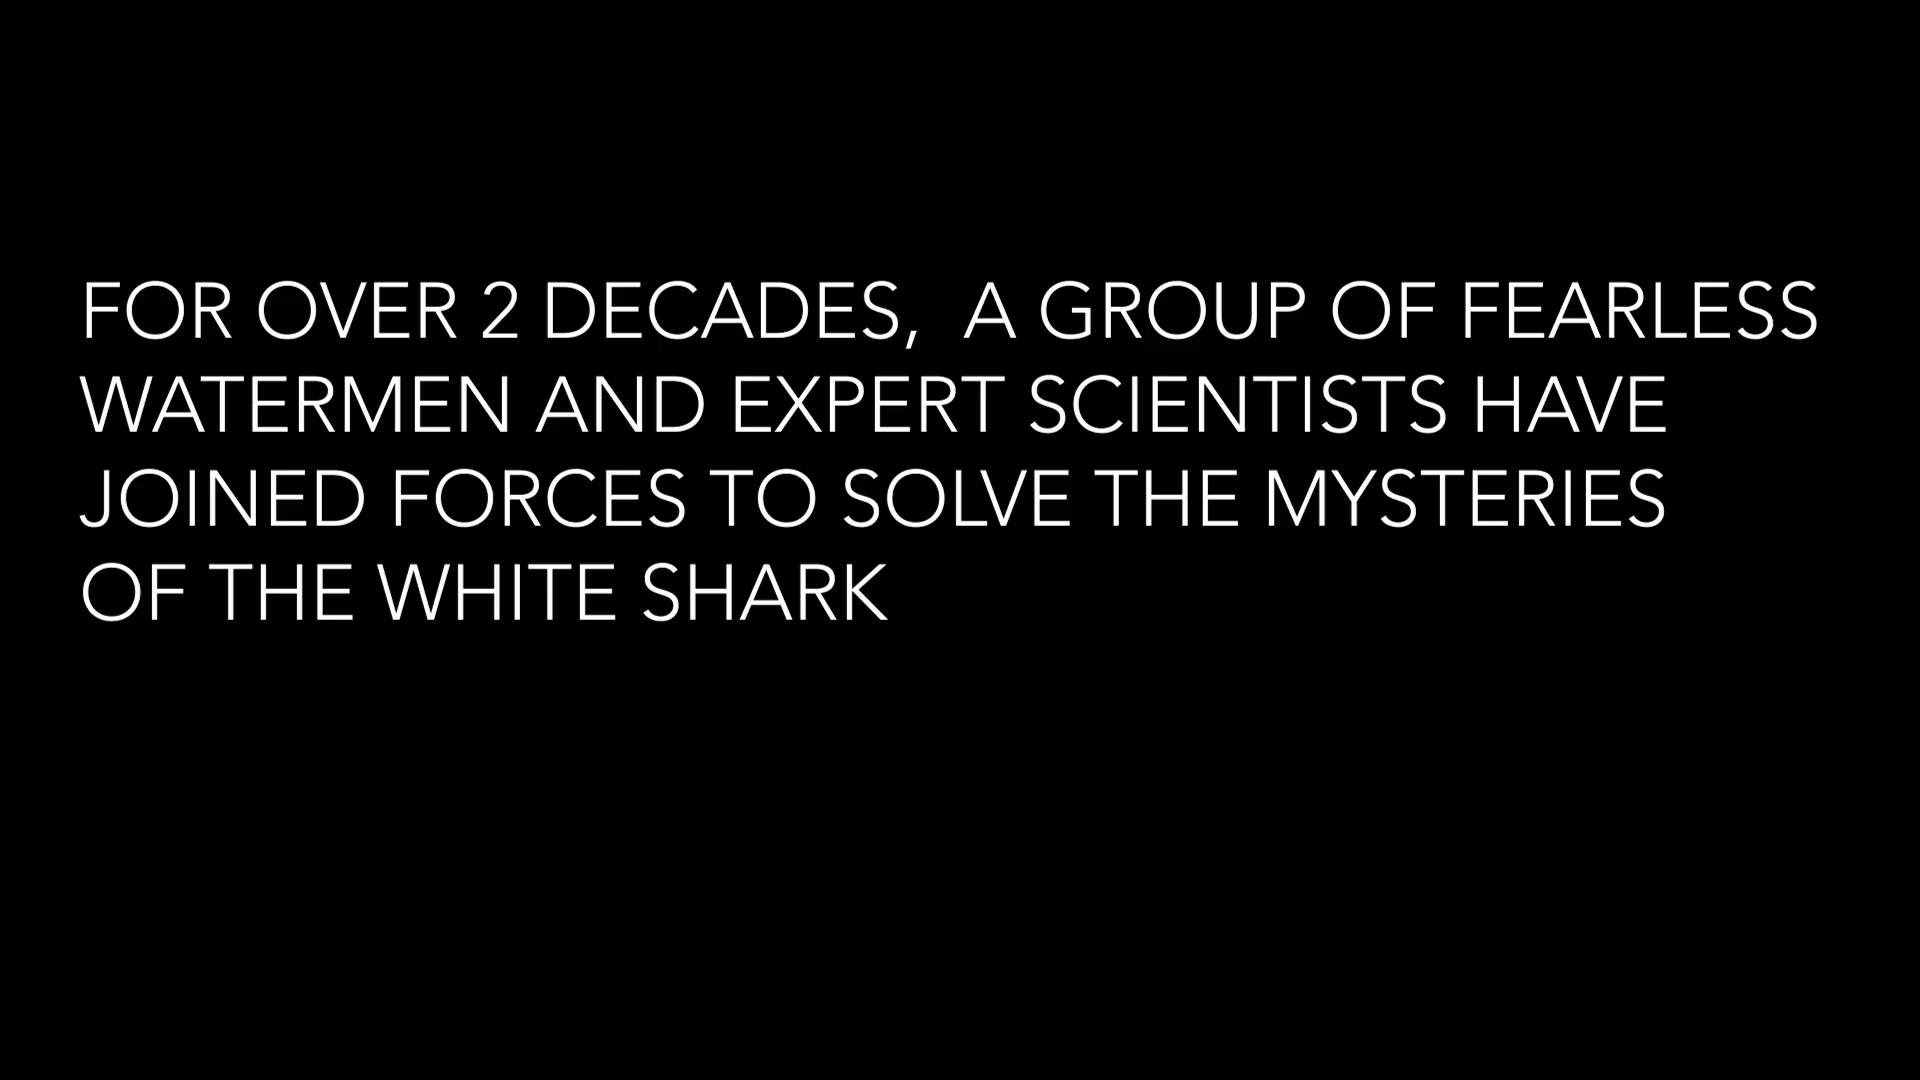 FOR OVER 2 DECADES,  A GROUP OF FEARLESS
WATERMEN AND EXPERT SCIENTISTS HAVE
JOINED FORCES TO SOLVE THE MYSTERIES
OF THE WHITE SHARK